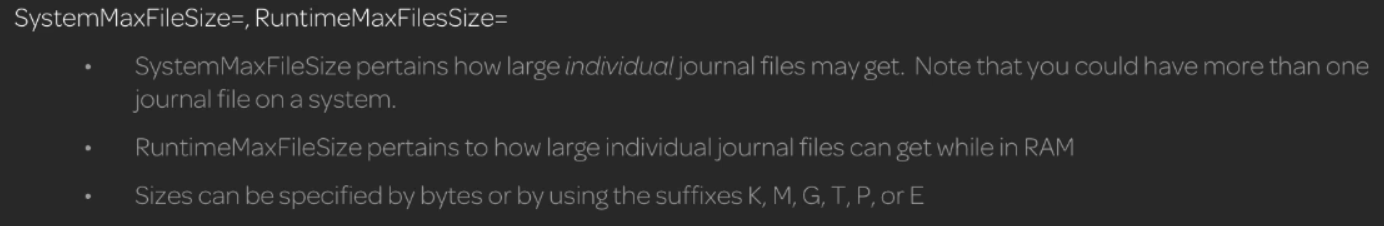 SystemMaxFileSize=, RuntimeMaxFilesSize=
• SystemMaxFileSize pertains how large individual journal files may get. Note that you could have more than one
journal file on a system.
• RuntimeMaxFileSize pertains to how large individual journal files can get while in RAM
• Sizes can be specified by bytes or by using the suffixes K, M, G, T, P, or E